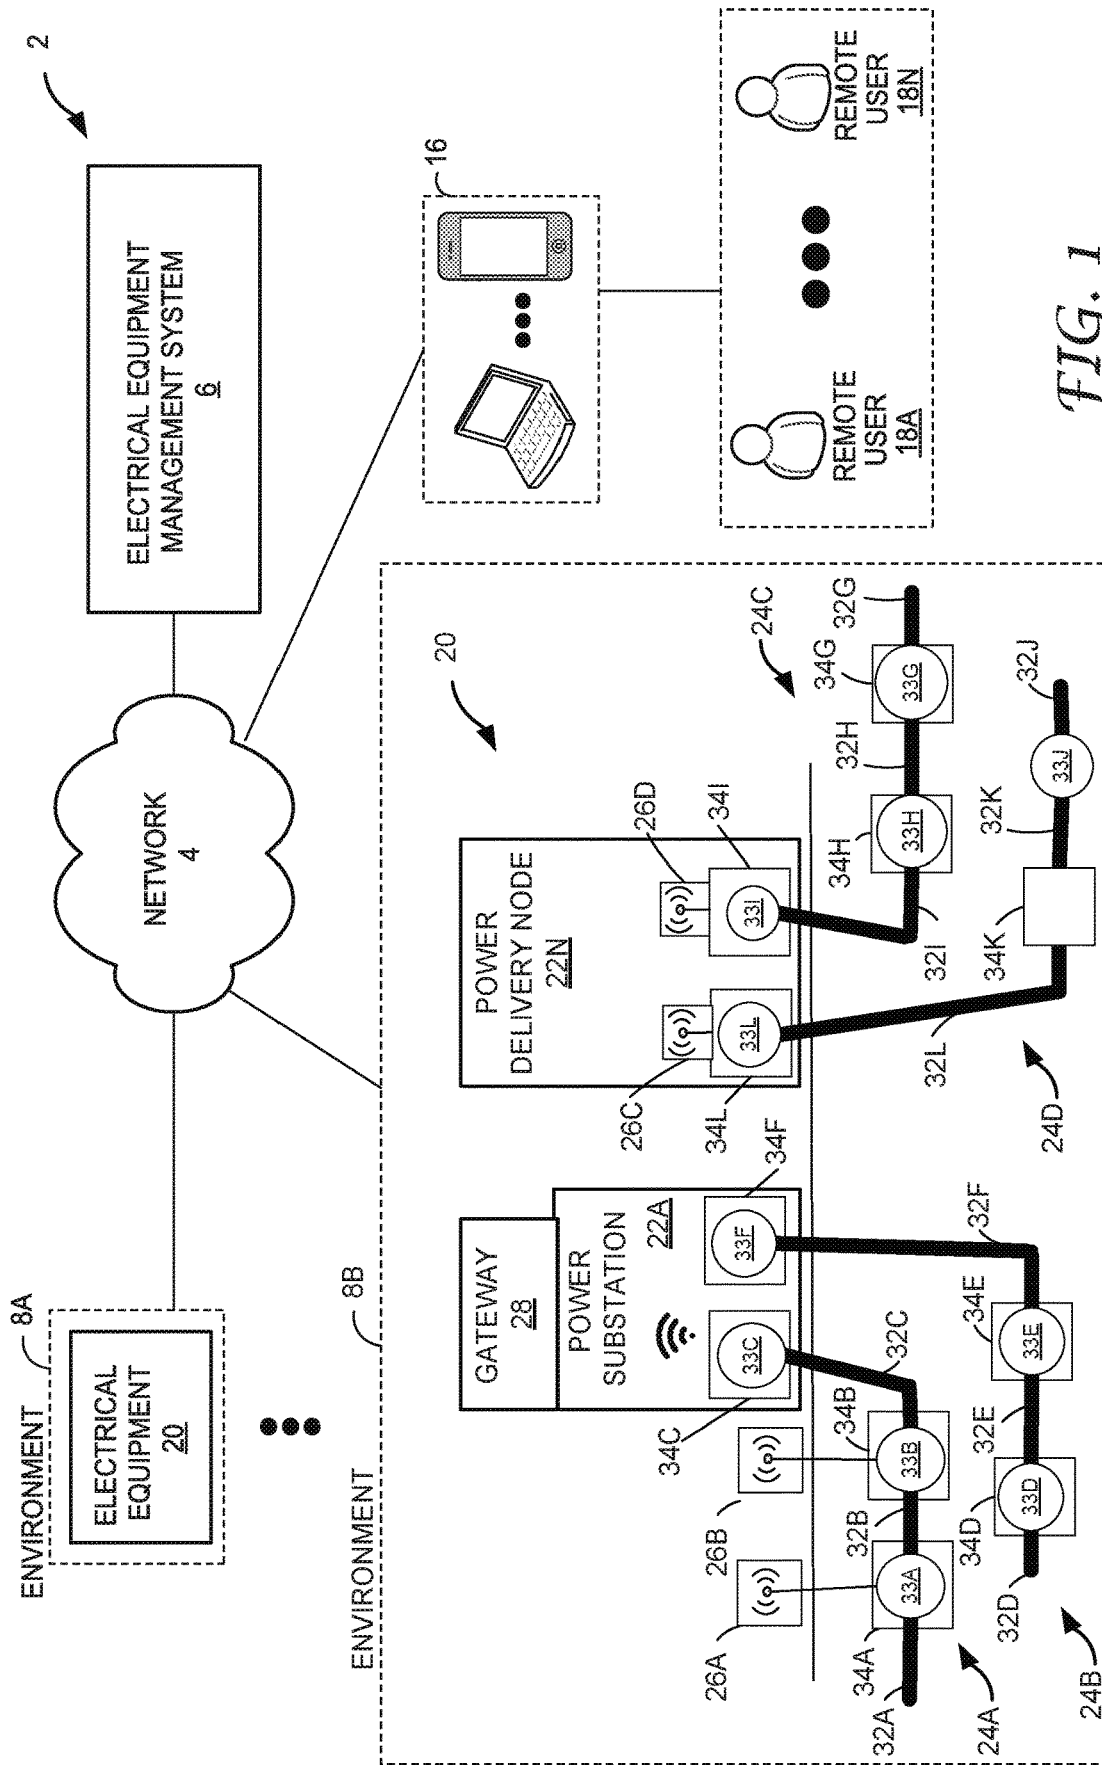 2
ELECTRICAL EQUIPMENT
MANAGEMENT SYSTEM
6
NETWORK
4
ENVIRONMENT
8A
ELECTRICAL
EQUIPMENT
20
16
REMOTE
USER
18A
REMOTE
USER
18N
ENVIRONMENT
8B
20
GATEWAY
28
POWER
SUBSTATION
22A
POWER
DELIVERY NODE
22N
26A
26B
34C
33C
33F
34F
26C
34L
33L
26D
34I
33I
24C
32A
34A
33A
32B
34B
33B
32C
24A
32I
34H
33H
32H
34G
33G
32G
32D
34D
33D
32E
34E
33E
32F
24B
32L
34K
32K
33J
32J
24D
FIG. 1